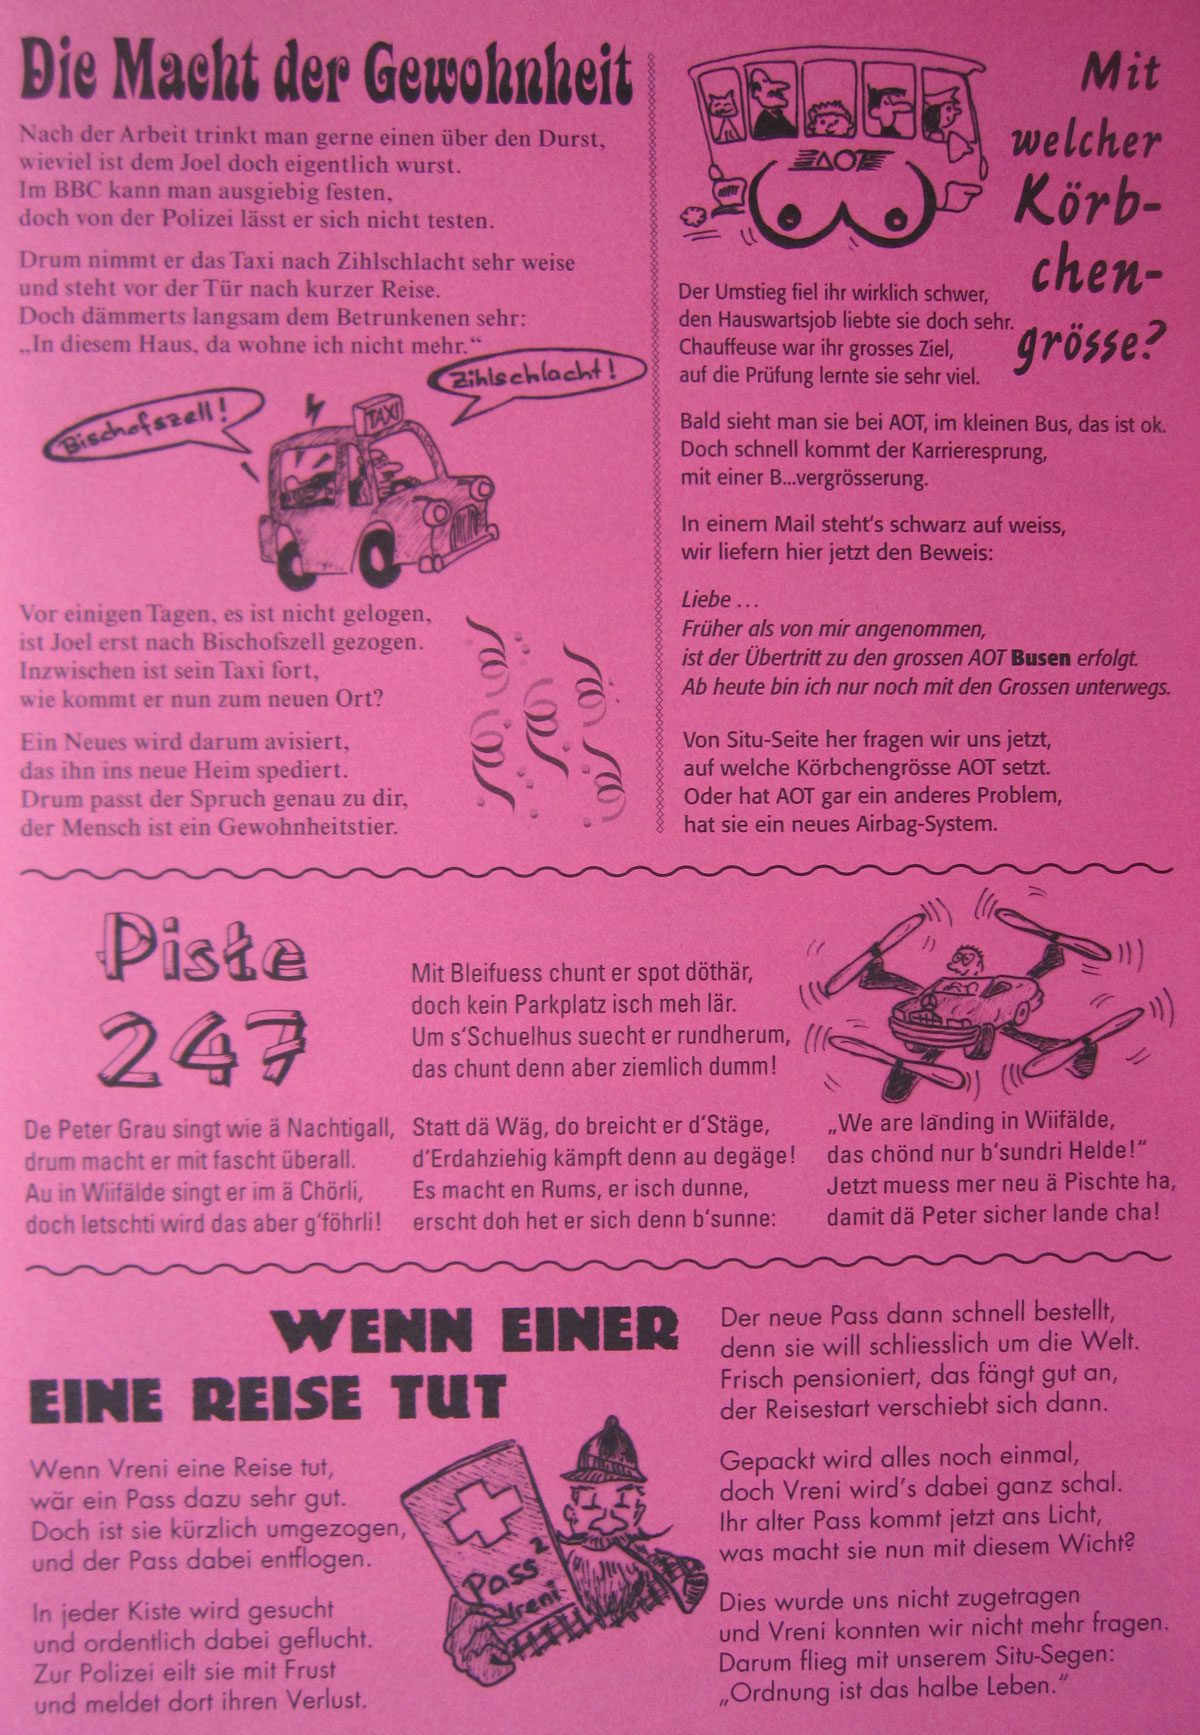 Die Macht der Gewohnheit
Nach der Arbeit trinkt man gerne einen über den Durst,
wieviel ist dem Joel doch eigentlich wurst.
Im BBC kann man ausgiebig festen,
doch von der Polizei lässt er sich nicht testen.
Drum nimmt er das Taxi nach Zihlschlacht sehr weise
und steht vor der Tür nach kurzer Reise.
Doch dämmerts langsam dem Betrunkenen sehr:
„In diesem Haus, da wohne ich nicht mehr.“
Bischofszell!
Zihlschlacht!
TAXI
Vor einigen Tagen, es ist nicht gelogen,
ist Joel erst nach Bischofszell gezogen.
Inzwischen ist sein Taxi fort,
wie kommt er nun zum neuen Ort?
Ein Neues wird darum avisiert,
das ihn ins neue Heim spediert.
Drum passt der Spruch genau zu dir,
der Mensch ist ein Gewohnheitstier.
AOT
Mit
welcher
Körb-
chen-
grösse?
Der Umstieg fiel ihr wirklich schwer,
den Hauswartsjob liebte sie doch sehr.
Chauffeuse war ihr grosses Ziel,
auf die Prüfung lernte sie sehr viel.
Bald sieht man sie bei AOT, im kleinen Bus, das ist ok.
Doch schnell kommt der Karrieresprung,
mit einer B...vergrösserung.
In einem Mail steht‘s schwarz auf weiss,
wir liefern hier jetzt den Beweis:
Liebe ...
Früher als von mir angenommen,
ist der Übertritt zu den grossen AOT Busen erfolgt.
Ab heute bin ich nur noch mit den Grossen unterwegs.
Von Situ-Seite her fragen wir uns jetzt,
auf welche Körbchengrösse AOT setzt.
Oder hat AOT gar ein anderes Problem,
hat sie ein neues Airbag-System.
Piste
247
De Peter Grau singt wie ä Nachtigall,
drum macht er mit fascht überall.
Au in Wiifälde singt er im ä Chörli,
doch letschti wird das aber g‘föhrli!
Mit Bleifuess chunt er spot döthär,
doch kein Parkplatz isch meh lär.
Um s‘Schuelhus suecht er rundherum,
das chunt denn aber ziemlich dumm!
Statt dä Wäg, do breicht er d‘Stäge,
d‘Erdahziehig kämpft denn au degäge!
Es macht en Rums, er isch dunne,
erscht doh het er sich denn b‘sunne:
„We are landing in Wiifälde,
das chönd nur b‘sundri Helde!“
Jetzt muess mer neu ä Pischte ha,
damit dä Peter sicher lande cha!
WENN EINER
EINE REISE TUT
Wenn Vreni eine Reise tut,
wär ein Pass dazu sehr gut.
Doch ist sie kürzlich umgezogen,
und der Pass dabei entflogen.
In jeder Kiste wird gesucht
und ordentlich dabei geflucht.
Zur Polizei eilt sie mit Frust
und meldet dort ihren Verlust.
Pass 2
Vreni
Der neue Pass dann schnell bestellt,
denn sie will schliesslich um die Welt.
Frisch pensioniert, das fängt gut an,
der Reisestart verschiebt sich dann.
Gepackt wird alles noch einmal,
doch Vreni wird’s dabei ganz schal.
Ihr alter Pass kommt jetzt ans Licht,
was macht sie nun mit diesem Wicht?
Dies wurde uns nicht zugetragen
und Vreni konnten wir nicht mehr fragen.
Darum flieg mit unserem Situ-Segen:
„Ordnung ist das halbe Leben.“